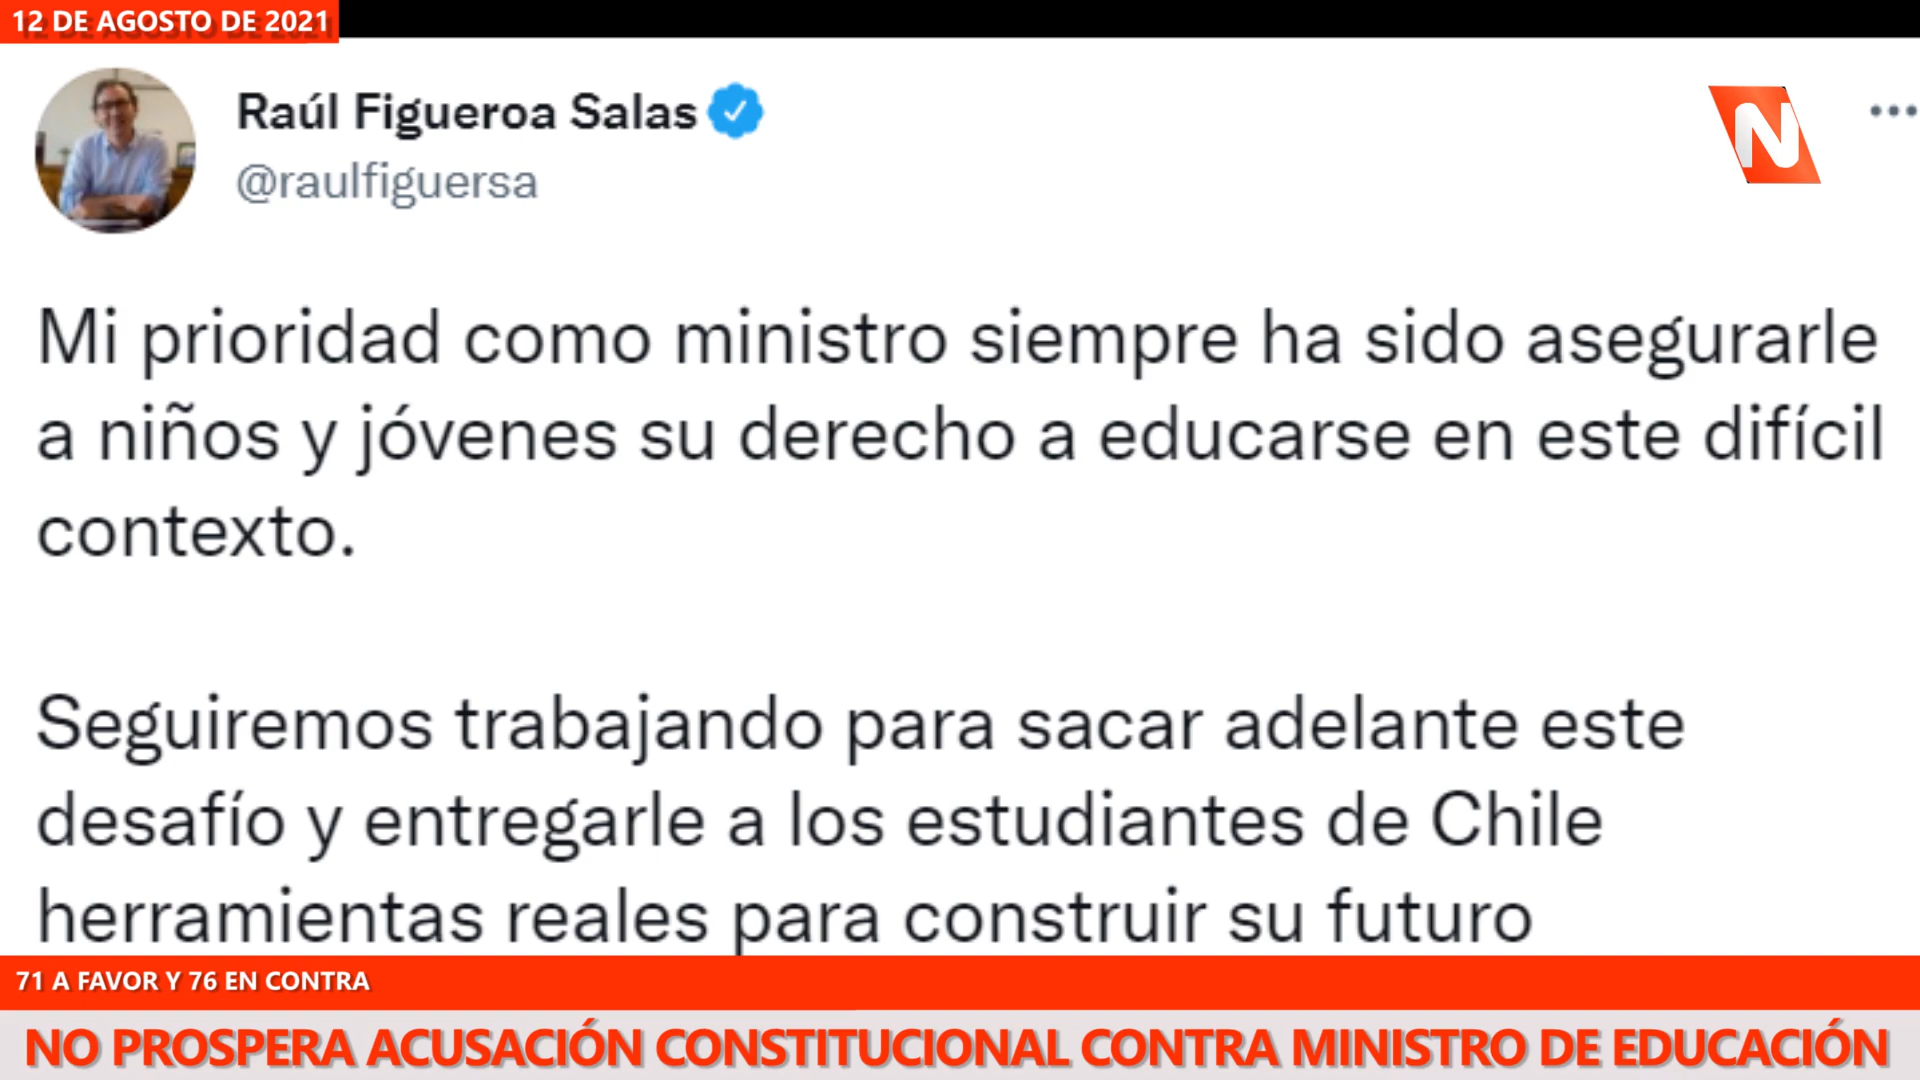 12 DE AGOSTO DE 2021
Raúl Figueroa Salas
@raulfiguersa
N
Mi prioridad como ministro siempre ha sido asegurarle
a niños y jóvenes su derecho a educarse en este difícil
contexto.
Seguiremos trabajando para sacar adelante este
desafío y entregarle a los estudiantes de Chile
herramientas reales para construir su futuro
71 A FAVOR Y 76 EN CONTRA
NO PROSPERA ACUSACIÓN CONSTITUCIONAL CONTRA MINISTRO DE EDUCACIÓN